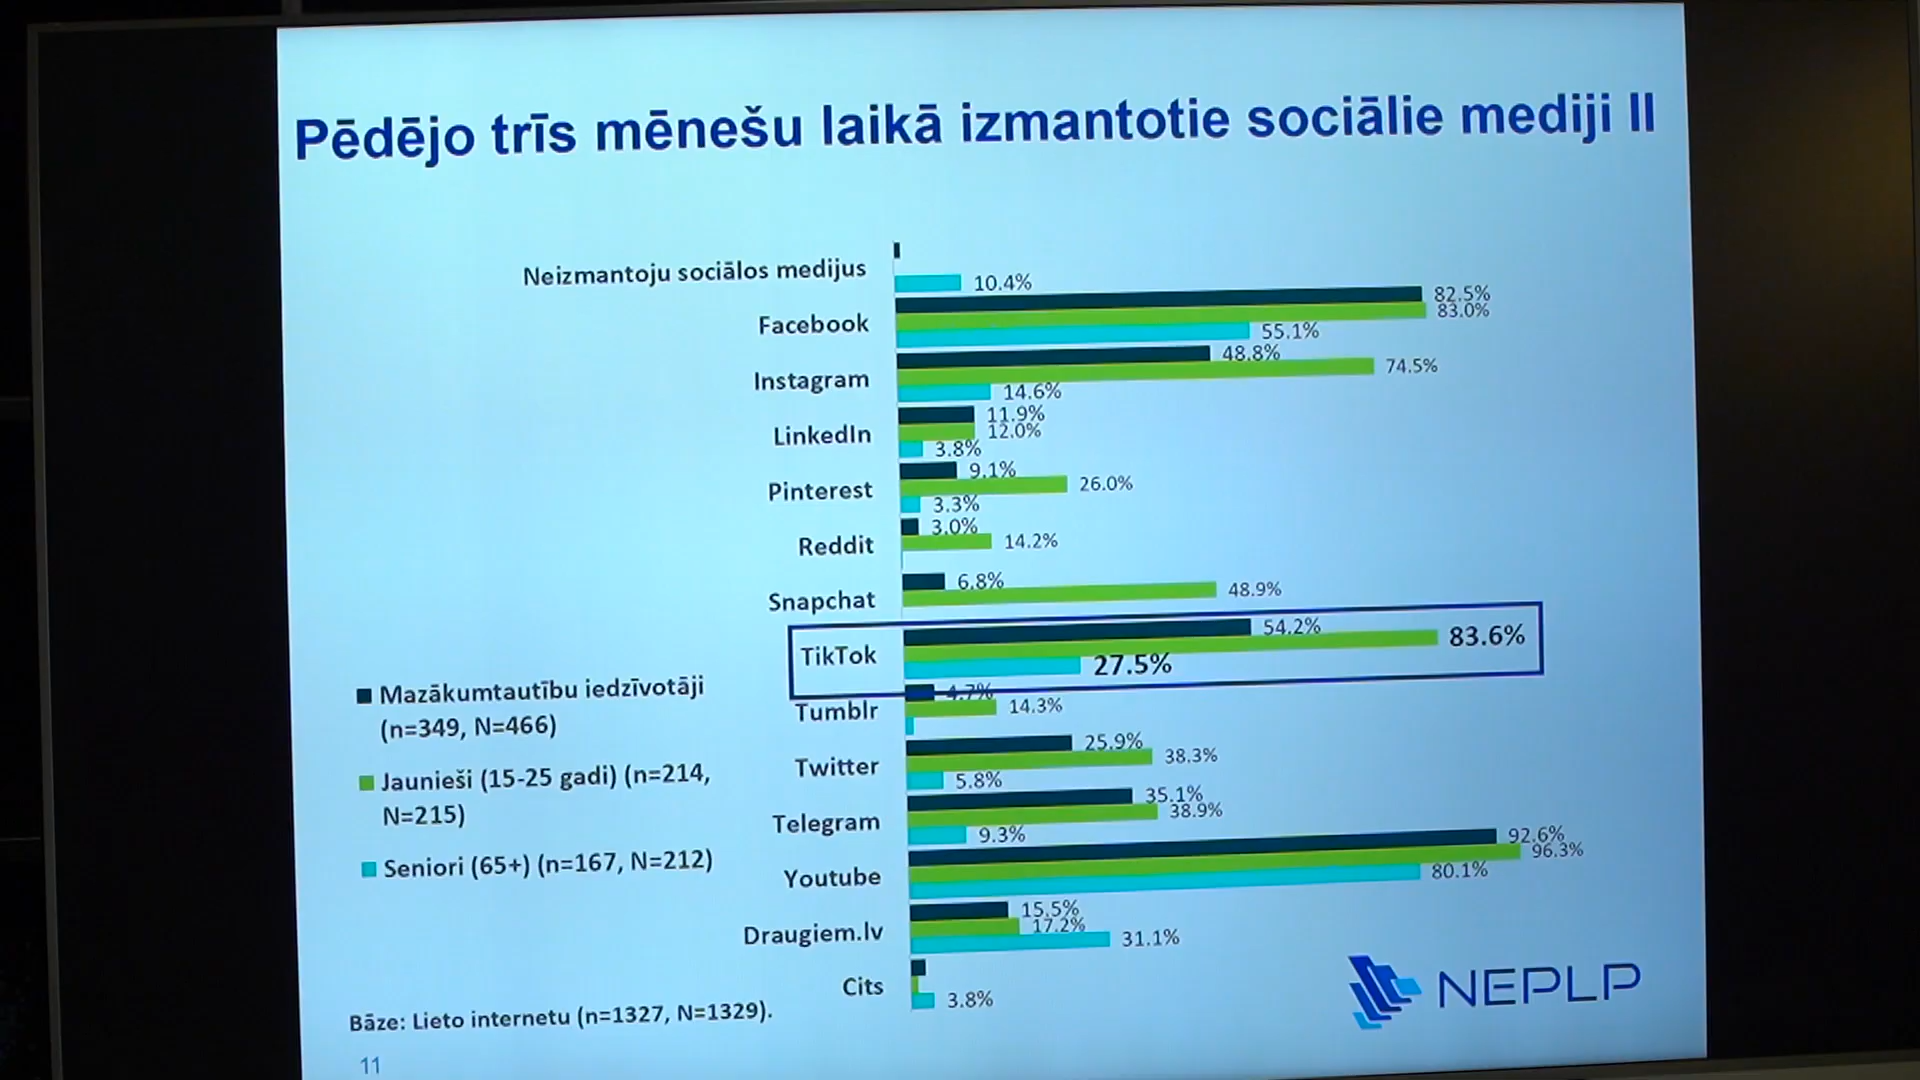 Pēdējo trīs mēnešu laikā izmantotie sociālie mediji II
Neizmantoju sociālos medijus
10.4%
Facebook
82.5%
83.0%
55.1%
Instagram
48.8%
74.5%
14.6%
LinkedIn
11.9%
12.0%
3.8%
Pinterest
9.1%
26.0%
3.3%
Reddit
3.0%
14.2%
Snapchat
6.8%
48.9%
TikTok
54.2%
83.6%
27.5%
Tumblr
4.7%
14.3%
Twitter
25.9%
38.3%
5.8%
Telegram
35.1%
38.9%
9.3%
Youtube
92.6%
96.3%
80.1%
Draugiem.lv
15.5%
17.2%
31.1%
Cits
3.8%
Mazākumtautību iedzīvotāji
(n=349, N=466)
Jaunieši (15-25 gadi) (n=214,
N=215)
Seniori (65+) (n=167, N=212)
Bāze: Lieto internetu (n=1327, N=1329).
11
NEPLP